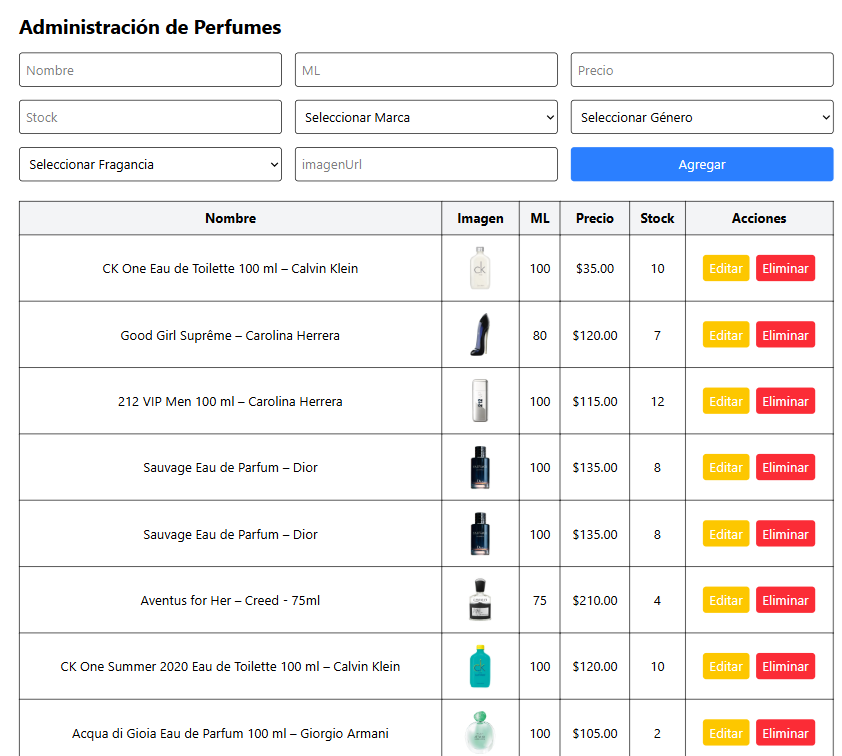 Administración de Perfumes
Nombre ML Precio
Stock Seleccionar Marca Seleccionar Género
Seleccionar Fragancia imagenUrl Agregar
Nombre Imagen ML Precio Stock Acciones
CK One Eau de Toilette 100 ml – Calvin Klein 100 $35.00 10 Editar Eliminar
Good Girl Suprême – Carolina Herrera 80 $120.00 7 Editar Eliminar
212 VIP Men 100 ml – Carolina Herrera 100 $115.00 12 Editar Eliminar
Sauvage Eau de Parfum – Dior 100 $135.00 8 Editar Eliminar
Sauvage Eau de Parfum – Dior 100 $135.00 8 Editar Eliminar
Aventus for Her – Creed - 75ml 75 $210.00 4 Editar Eliminar
CK One Summer 2020 Eau de Toilette 100 ml – Calvin Klein 100 $120.00 10 Editar Eliminar
Acqua di Gioia Eau de Parfum 100 ml – Giorgio Armani 100 $105.00 2 Editar Eliminar